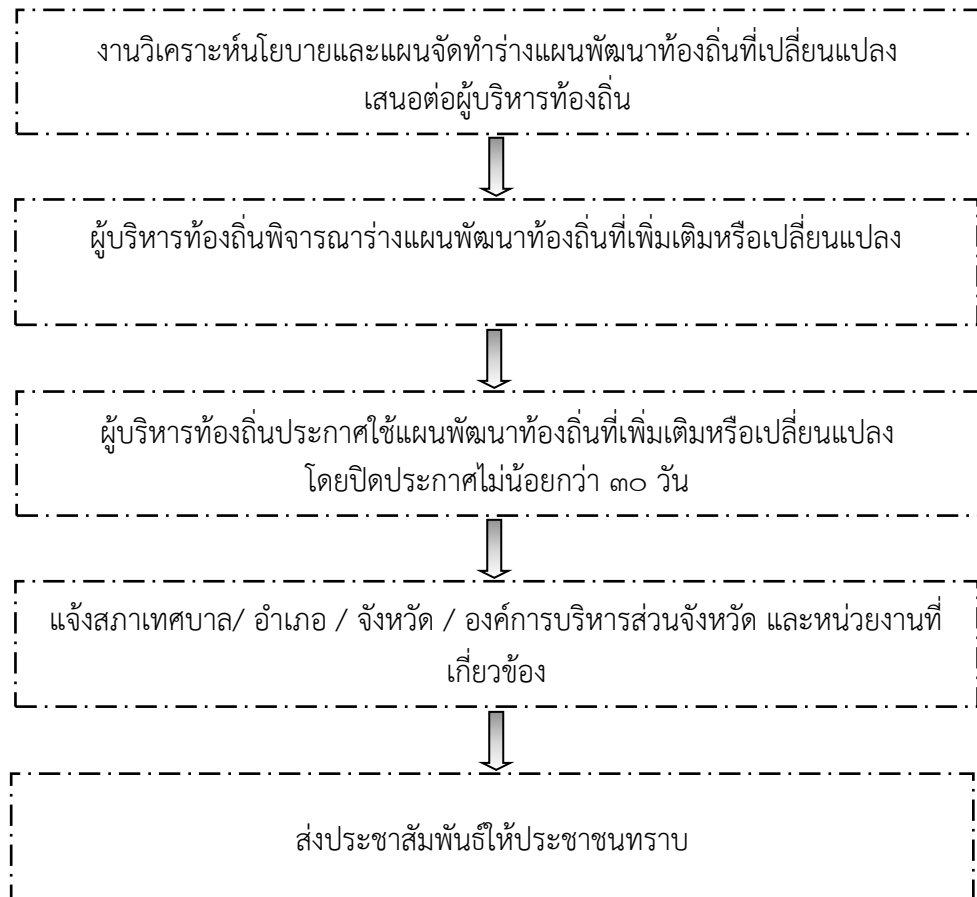 งานวิเคราะห์นโยบายและแผนจัดทำร่างแผนพัฒนาท้องถิ่นที่เปลี่ยนแปลง
เสนอต่อผู้บริหารท้องถิ่น
ผู้บริหารท้องถิ่นพิจารณาร่างแผนพัฒนาท้องถิ่นที่เพิ่มเติมหรือเปลี่ยนแปลง
ผู้บริหารท้องถิ่นประกาศใช้แผนพัฒนาท้องถิ่นที่เพิ่มเติมหรือเปลี่ยนแปลง
โดยปิดประกาศไม่น้อยกว่า ๓๐ วัน
แจ้งสภาเทศบาล/ อำเภอ / จังหวัด / องค์การบริหารส่วนจังหวัด และหน่วยงานที่
เกี่ยวข้อง
ส่งประชาสัมพันธ์ให้ประชาชนทราบ